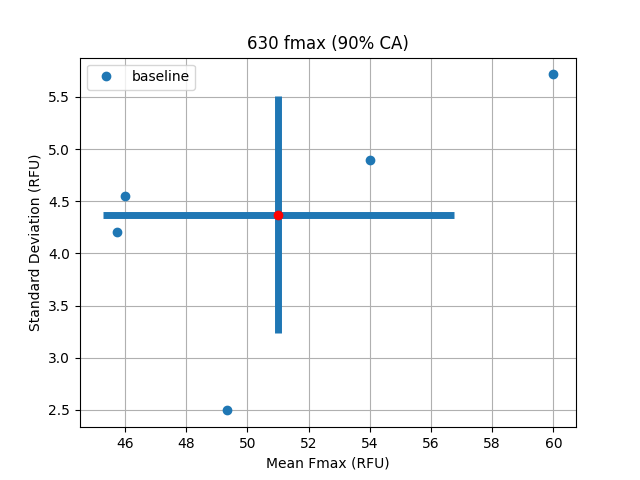 630 fmax (90% CA)
baseline
5.5
5.0
4.5
4.0
3.5
3.0
2.5
Standard Deviation (RFU)
46 48 50 52 54 56 58 60
Mean Fmax (RFU)